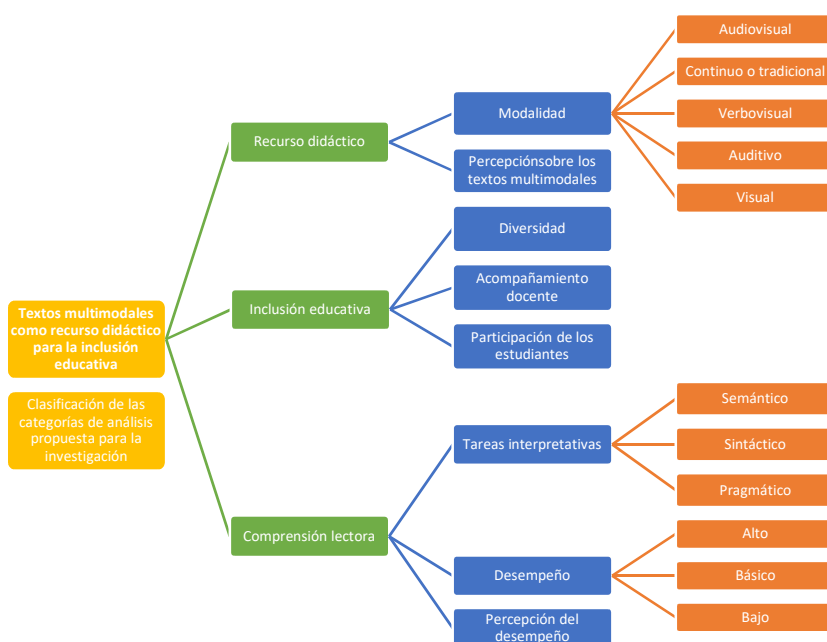 Textos multimodales
como recurso didáctico
para la inclusión
educativa
Clasificación de las
categorías de análisis
propuesta para la
investigación
Recurso didáctico
Modalidad
Audiovisual
Continuo o tradicional
Verbovisual
Auditivo
Visual
Percepciónsobre los
textos multimodales
Inclusión educativa
Diversidad
Acompañamiento
docente
Participación de los
estudiantes
Comprensión lectora
Tareas interpretativas
Semántico
Sintáctico
Pragmático
Desempeño
Alto
Básico
Bajo
Percepción del
desempeño